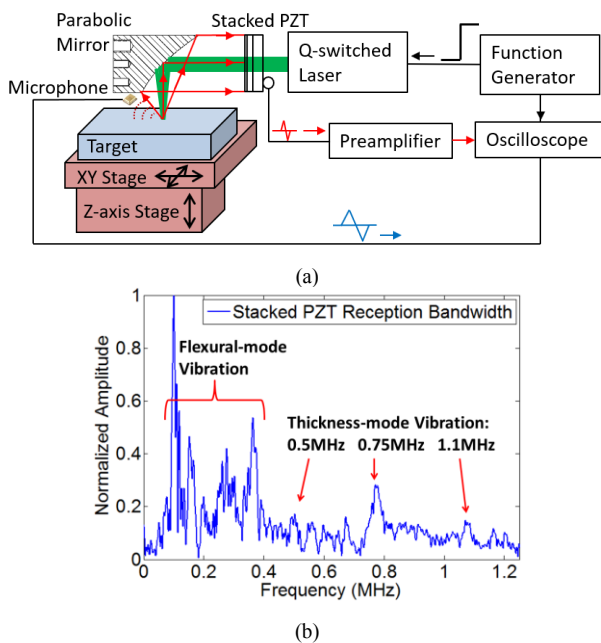 Parabolic
Mirror
Stacked PZT
Microphone
Q-switched
Laser
Function
Generator
Target
XY Stage
Z-axis Stage
Preamplifier
Oscilloscope
(a)
Normalized Amplitude
1
0.8
0.6
0.4
0.2
0
Stacked PZT Reception Bandwidth
Flexural-mode
Vibration
Thickness-mode Vibration:
0.5MHz 0.75MHz 1.1MHz
0 0.2 0.4 0.6 0.8 1 1.2
Frequency (MHz)
(b)